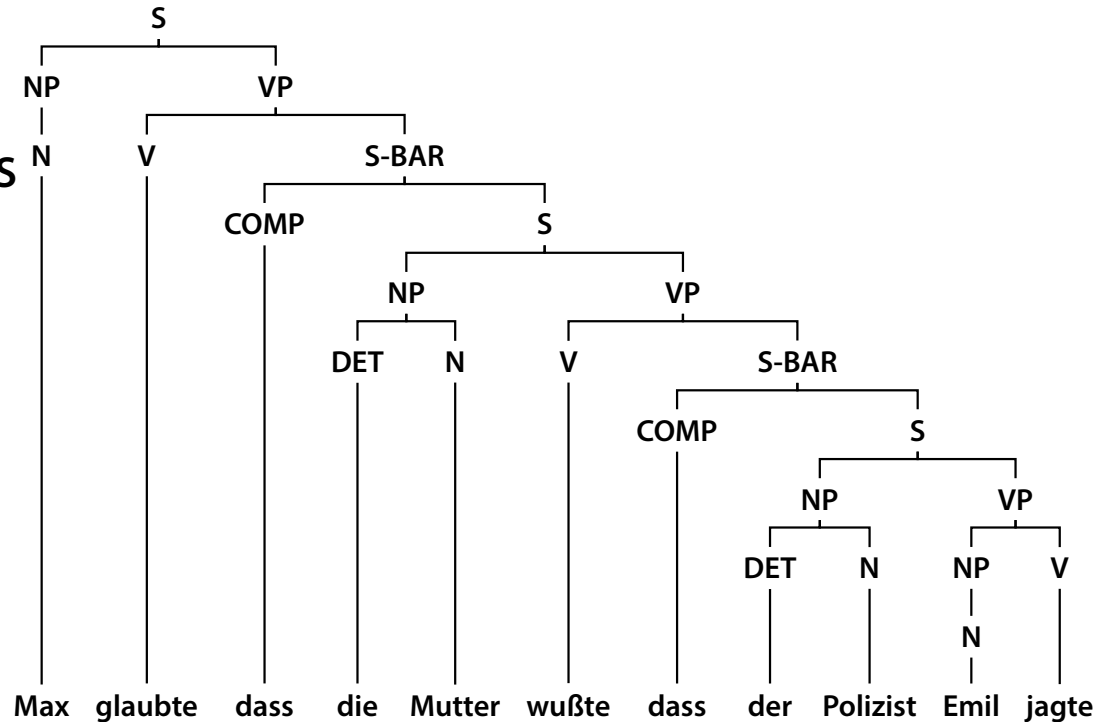 S
NP VP
S N V S-BAR
COMP S
NP VP
DET N V S-BAR
COMP S
NP VP
DET N NP V
N
Max glaubte dass die Mutter wußte dass der Polizist Emil jagte